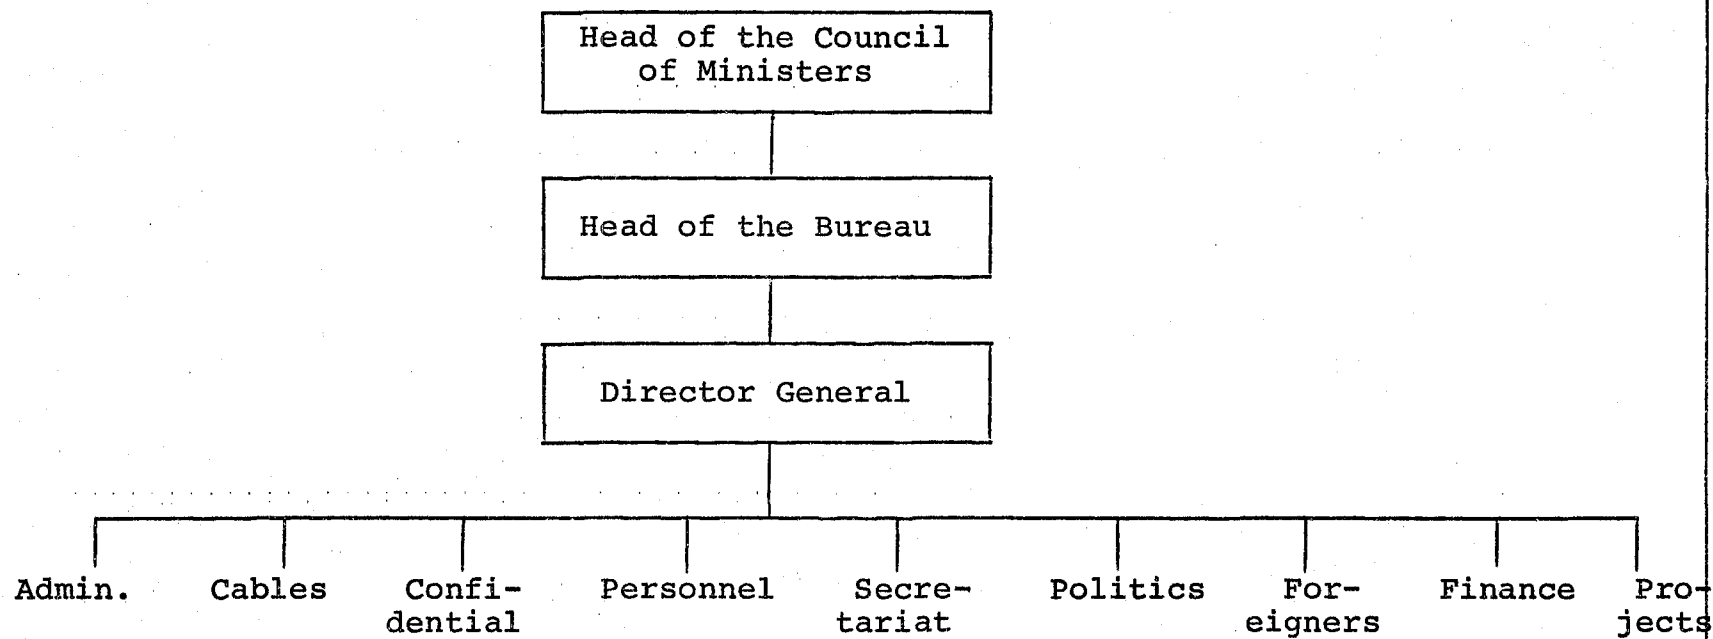 Head of the Council
of Ministers
Head of the Bureau
Director General
Admin. Cables Confi- Personnel Secre- Politics For- Finance Pro-
dential tariat eigners jects